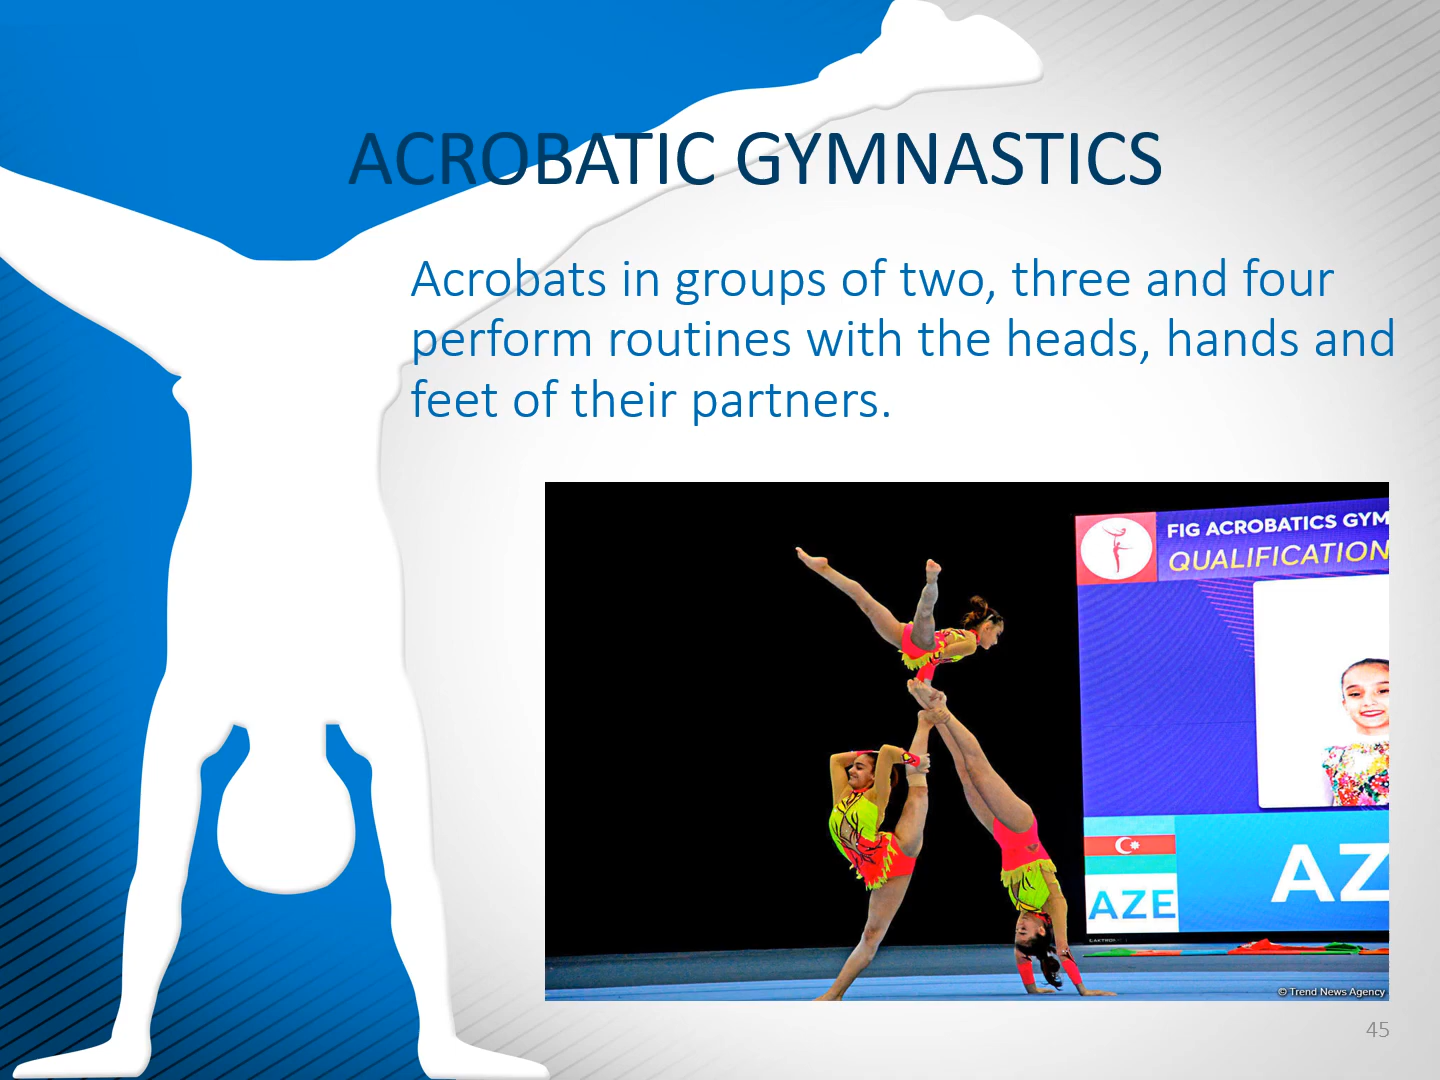 ACROBATIC GYMNASTICS
Acrobats in groups of two, three and four
perform routines with the heads, hands and
feet of their partners.
FIG ACROBATICS GYM
QUALIFICATION
AZE
AZ
© Trend News Agency
45